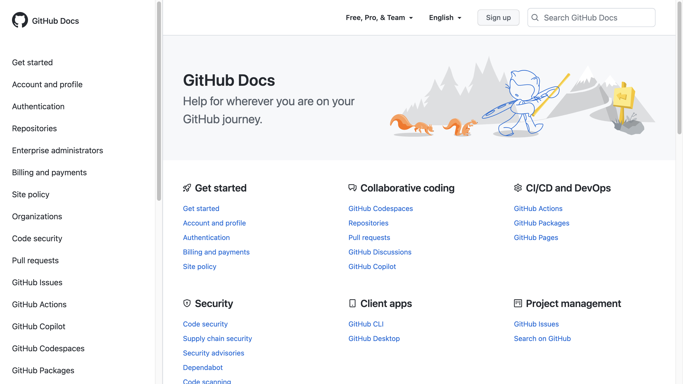 GitHub Docs
Get started
Account and profile
Authentication
Repositories
Enterprise administrators
Billing and payments
Site policy
Organizations
Code security
Pull requests
GitHub Issues
GitHub Actions
GitHub Copilot
GitHub Codespaces
GitHub Packages
Free, Pro, & Team
English
Sign up
Search GitHub Docs
GitHub Docs
Help for wherever you are on your
GitHub journey.
Get started
Get started
Account and profile
Authentication
Billing and payments
Site policy
Collaborative coding
GitHub Codespaces
Repositories
Pull requests
GitHub Discussions
GitHub Copilot
CI/CD and DevOps
GitHub Actions
GitHub Packages
GitHub Pages
Security
Code security
Supply chain security
Security advisories
Dependabot
Code scanning
Client apps
GitHub CLI
GitHub Desktop
Project management
GitHub Issues
Search on GitHub